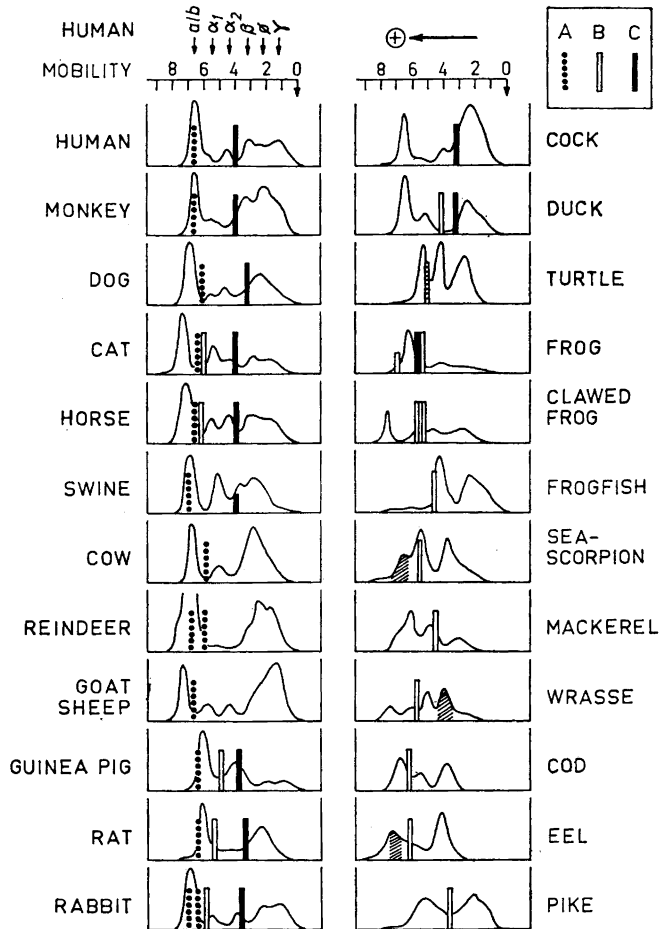 HUMAN
alb α1 α2 β ø γ
+
A B C
MOBILITY 8 6 4 2 0
8 6 4 2 0
HUMAN
COCK
MONKEY
DUCK
DOG
TURTLE
CAT
FROG
HORSE
CLAWED
FROG
SWINE
FROGFISH
COW
SEA-
SCORPION
REINDEER
MACKEREL
GOAT
SHEEP
WRASSE
GUINEA PIG
COD
RAT
EEL
RABBIT
PIKE